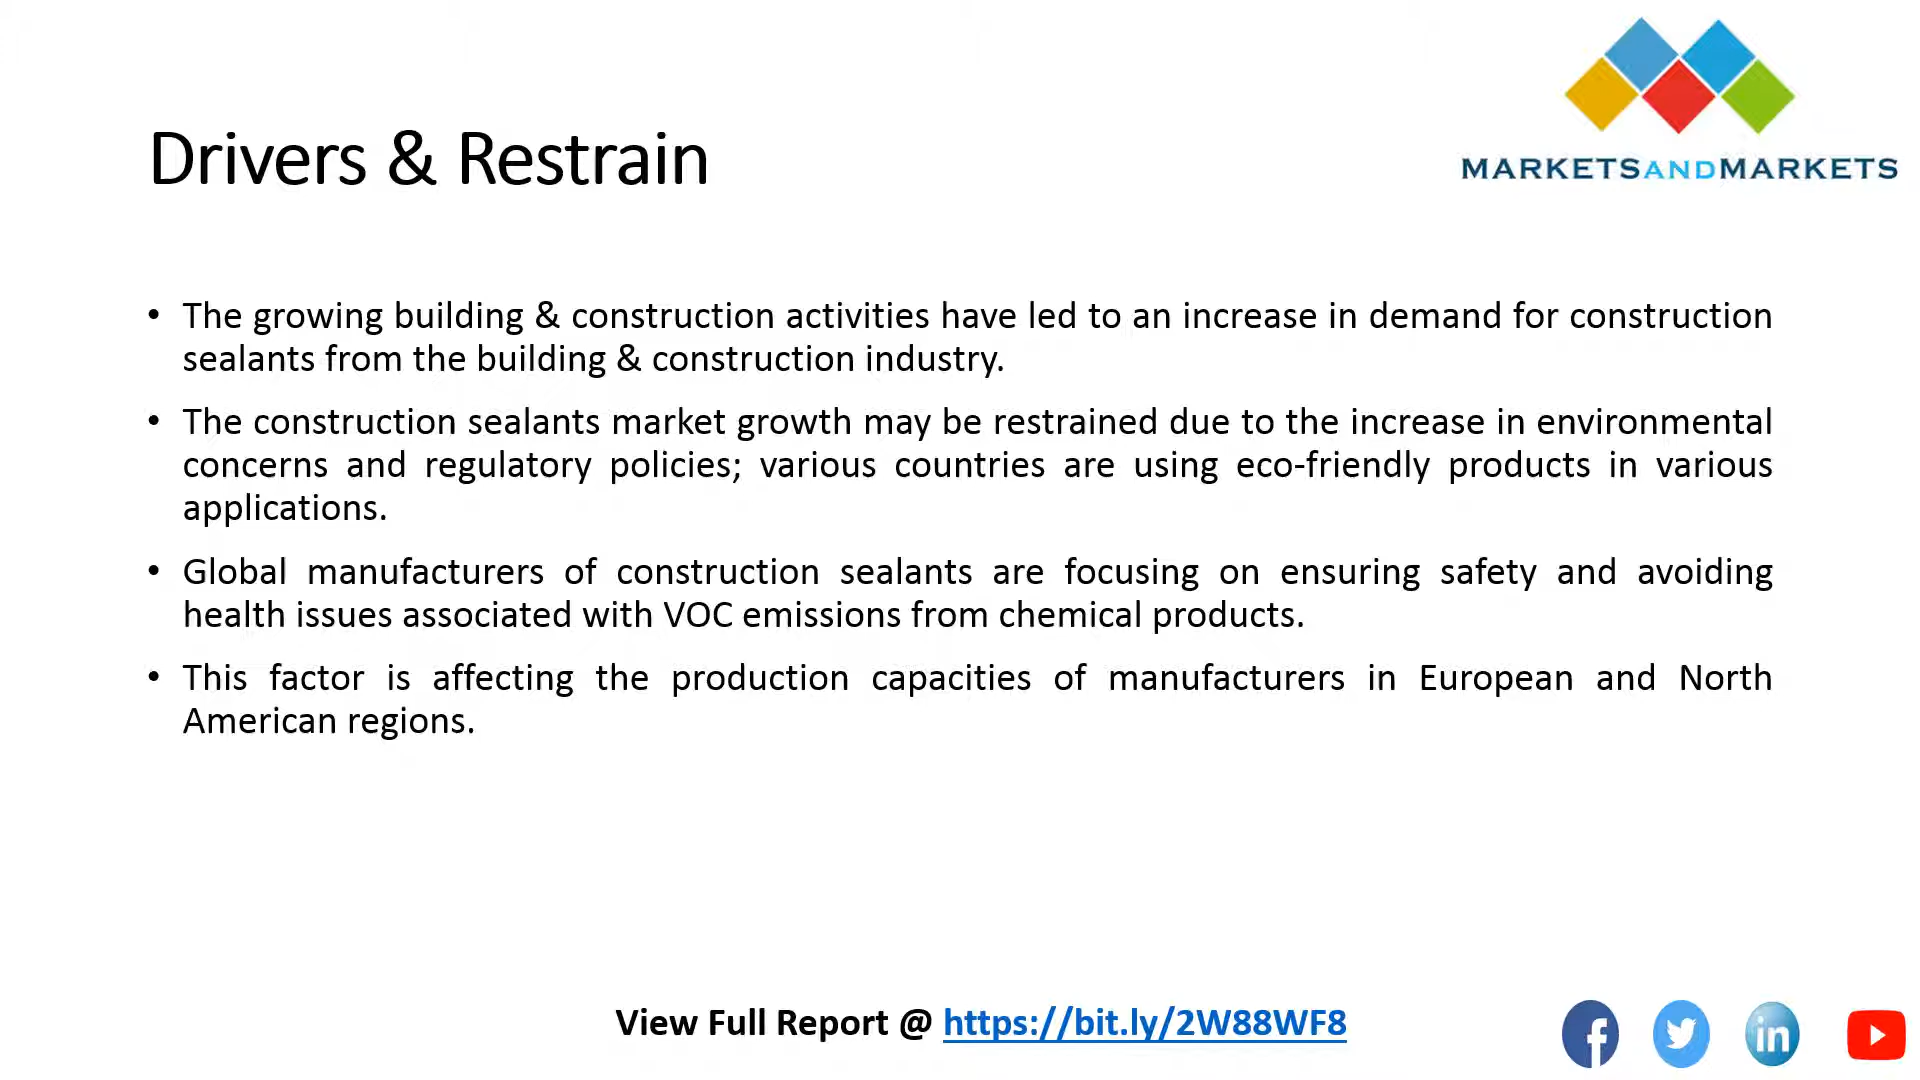 MARKETSANDMARKETS
Drivers & Restrain
• The growing building & construction activities have led to an increase in demand for construction
sealants from the building & construction industry.
• The construction sealants market growth may be restrained due to the increase in environmental
concerns and regulatory policies; various countries are using eco-friendly products in various
applications.
• Global manufacturers of construction sealants are focusing on ensuring safety and avoiding
health issues associated with VOC emissions from chemical products.
• This factor is affecting the production capacities of manufacturers in European and North
American regions.
View Full Report @ https://bit.ly/2W88WF8
f
in